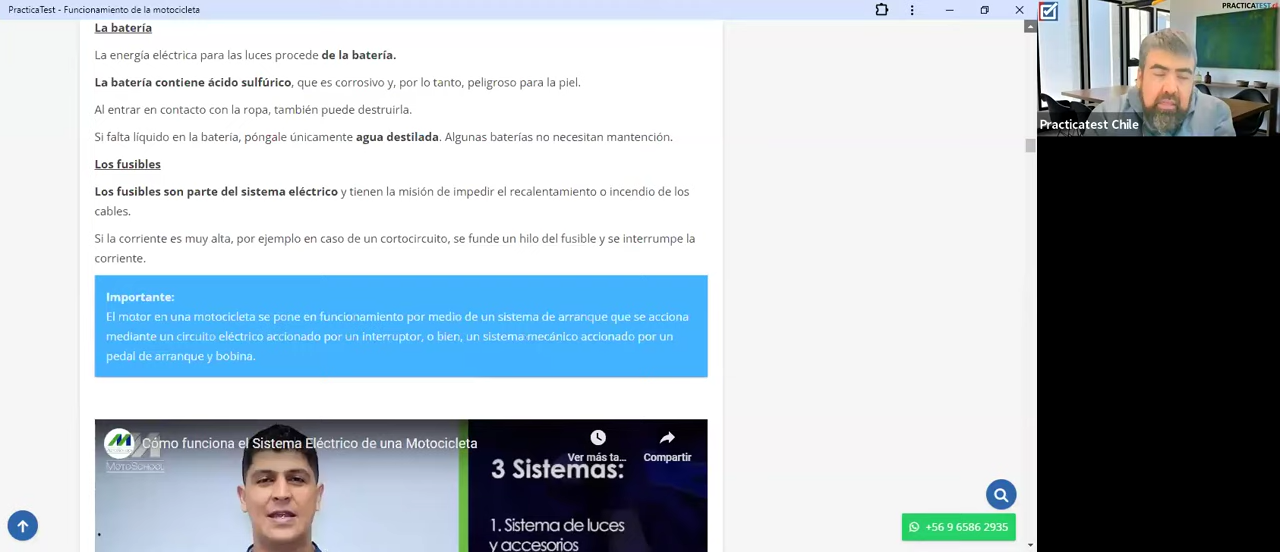 PracticaTest - Funcionamiento de la motocicleta
La batería
La energía eléctrica para las luces procede de la batería.
La batería contiene ácido sulfúrico, que es corrosivo y, por lo tanto, peligroso para la piel.
Al entrar en contacto con la ropa, también puede destruirla.
Si falta líquido en la batería, póngale únicamente agua destilada. Algunas baterías no necesitan mantención.
Los fusibles
Los fusibles son parte del sistema eléctrico y tienen la misión de impedir el recalentamiento o incendio de los
cables.
Si la corriente es muy alta, por ejemplo en caso de un cortocircuito, se funde un hilo del fusible y se interrumpe la
corriente.
Importante:
El motor en una motocicleta se pone en funcionamiento por medio de un sistema de arranque que se acciona
mediante un circuito eléctrico accionado por un interruptor, o bien, un sistema mecánico accionado por un
pedal de arranque y bobina.
Cómo funciona el Sistema Eléctrico de una Motocicleta
MOTOSCHOOL
Ver más ta...
Compartir
3 Sistemas:
1. Sistema de luces
y accesorios
+56 9 6586 2935
PRACTICATEST.cl
Practicatest Chile